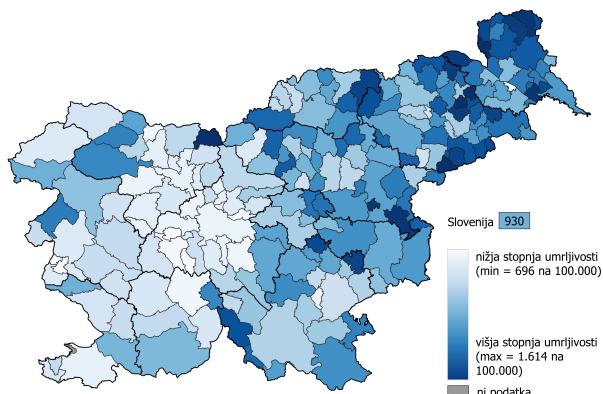 Slovenija 930
nižja stopnja umrljivosti
(min = 696 na 100.000)
višja stopnja umrljivosti
(max = 1.614 na
100.000)
ni podatka